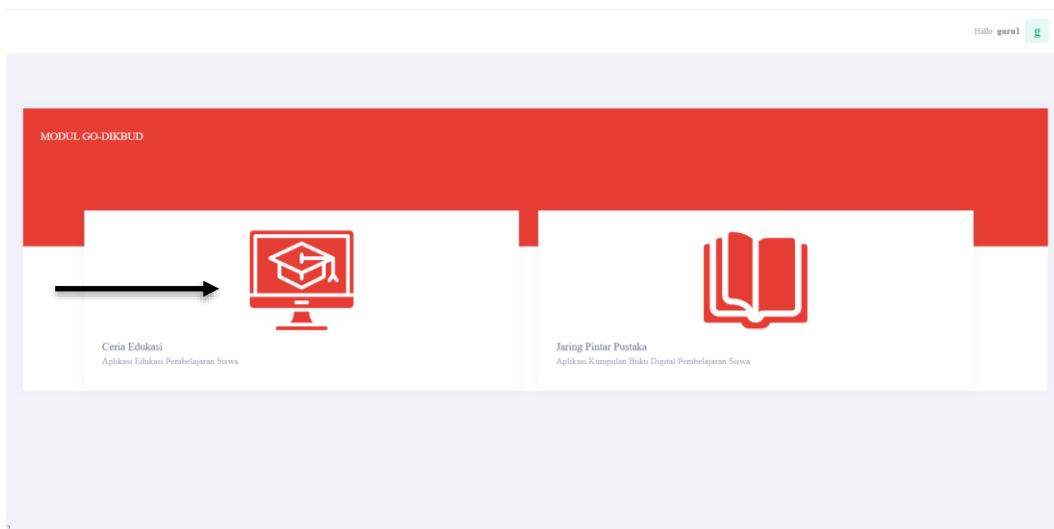 Hallo guru1 g
MODUL GO-DIKBUD
Ceria Edukasi
Aplikasi Edukasi Pembelajaran Siswa
Jaring Pintar Pustaka
Aplikasi Kumpulan Buku Digital Pembelajaran Siswa